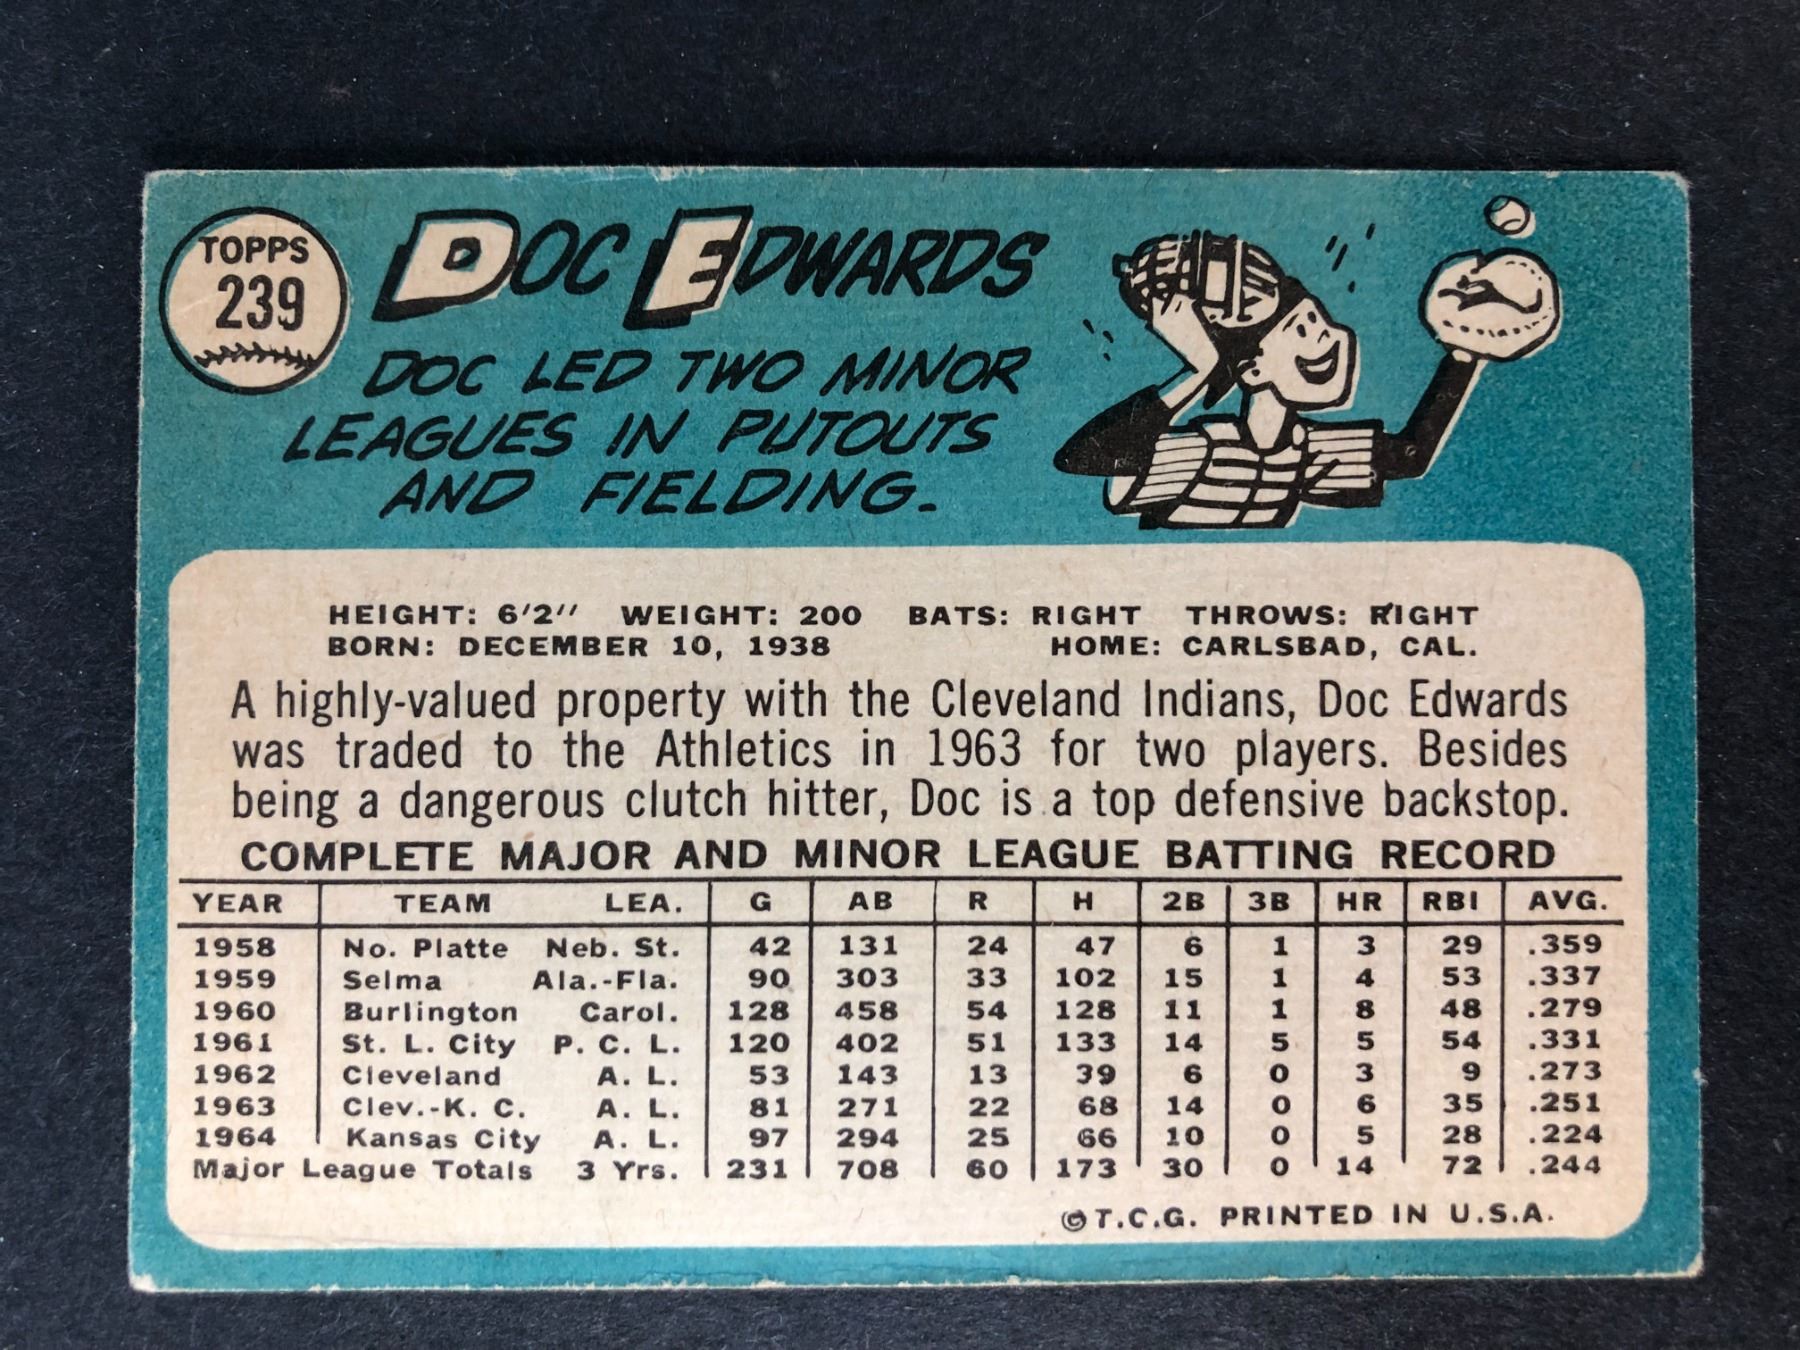 TOPPS
239
DOC EDWARDS
DOC LED TWO MINOR
LEAGUES IN PUTOUTS
AND FIELDING.
HEIGHT: 6'2" WEIGHT: 200 BATS: RIGHT THROWS: RIGHT
BORN: DECEMBER 10, 1938 HOME: CARLSBAD, CAL.
A highly-valued property with the Cleveland Indians, Doc Edwards
was traded to the Athletics in 1963 for two players. Besides
being a dangerous clutch hitter, Doc is a top defensive backstop.
COMPLETE MAJOR AND MINOR LEAGUE BATTING RECORD
YEAR TEAM LEA. G AB R H 2B 3B HR RBI AVG.
1958 No. Platte Neb. St. 42 131 24 47 6 1 3 29 .359
1959 Selma Ala.-Fla. 90 303 33 102 15 1 4 53 .337
1960 Burlington Carol. 128 458 54 128 11 1 8 48 .279
1961 St. L. City P. C. L. 120 402 51 133 14 5 5 54 .331
1962 Cleveland A. L. 53 143 13 39 6 0 3 9 .273
1963 Clev.-K. C. A. L. 81 271 22 68 14 0 6 35 .251
1964 Kansas City A. L. 97 294 25 66 10 0 5 28 .224
Major League Totals 3 Yrs. 231 708 60 173 30 0 14 72 .244
©T.C.G. PRINTED IN U.S.A.